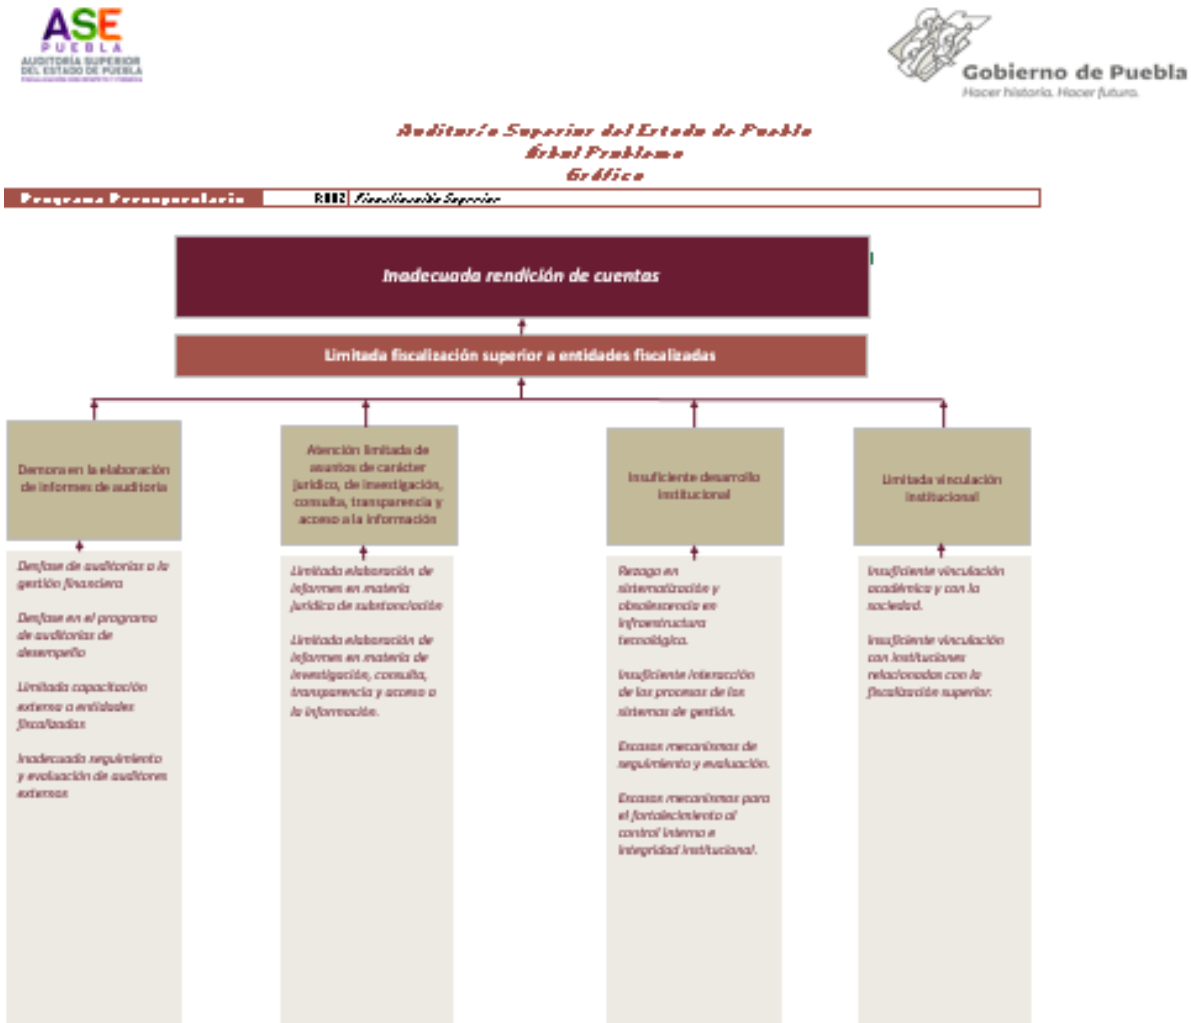 ASE
PUEBLA
AUDITORÍA SUPERIOR
DEL ESTADO DE PUEBLA
Gobierno de Puebla
Hacer historia. Hacer futuro.
Auditoría Superior del Estado de Puebla
Árbol Problema
Gráfico
Programa Presupuestario
R002 Fiscalización Superior
Inadecuada rendición de cuentas
Limitada fiscalización superior a entidades fiscalizadas
Demora en la elaboración
de informes de auditoría
Atención limitada de
asuntos de carácter
jurídico, de investigación,
consulta, transparencia y
acceso a la información
Insuficiente desarrollo
institucional
Limitada vinculación
institucional
Desfase de auditorías a la
gestión financiera
Desfase en el programa
de auditorías de
desempeño
Limitada capacitación
externa a entidades
fiscalizadas
Inadecuado seguimiento
y evaluación de auditores
externos
Limitada elaboración de
informes en materia
jurídica de substanciación
Limitada elaboración de
informes en materia de
investigación, consulta,
transparencia y acceso a
la información.
Rezago en
sistematización y
obsolescencia en
infraestructura
tecnológica.
Insuficiente interacción
de los procesos de los
sistemas de gestión.
Escasos mecanismos de
seguimiento y evaluación.
Escasos mecanismos para
el fortalecimiento al
control interno e
integridad institucional.
Insuficiente vinculación
académica y con la
sociedad.
Insuficiente vinculación
con instituciones
relacionadas con la
fiscalización superior.